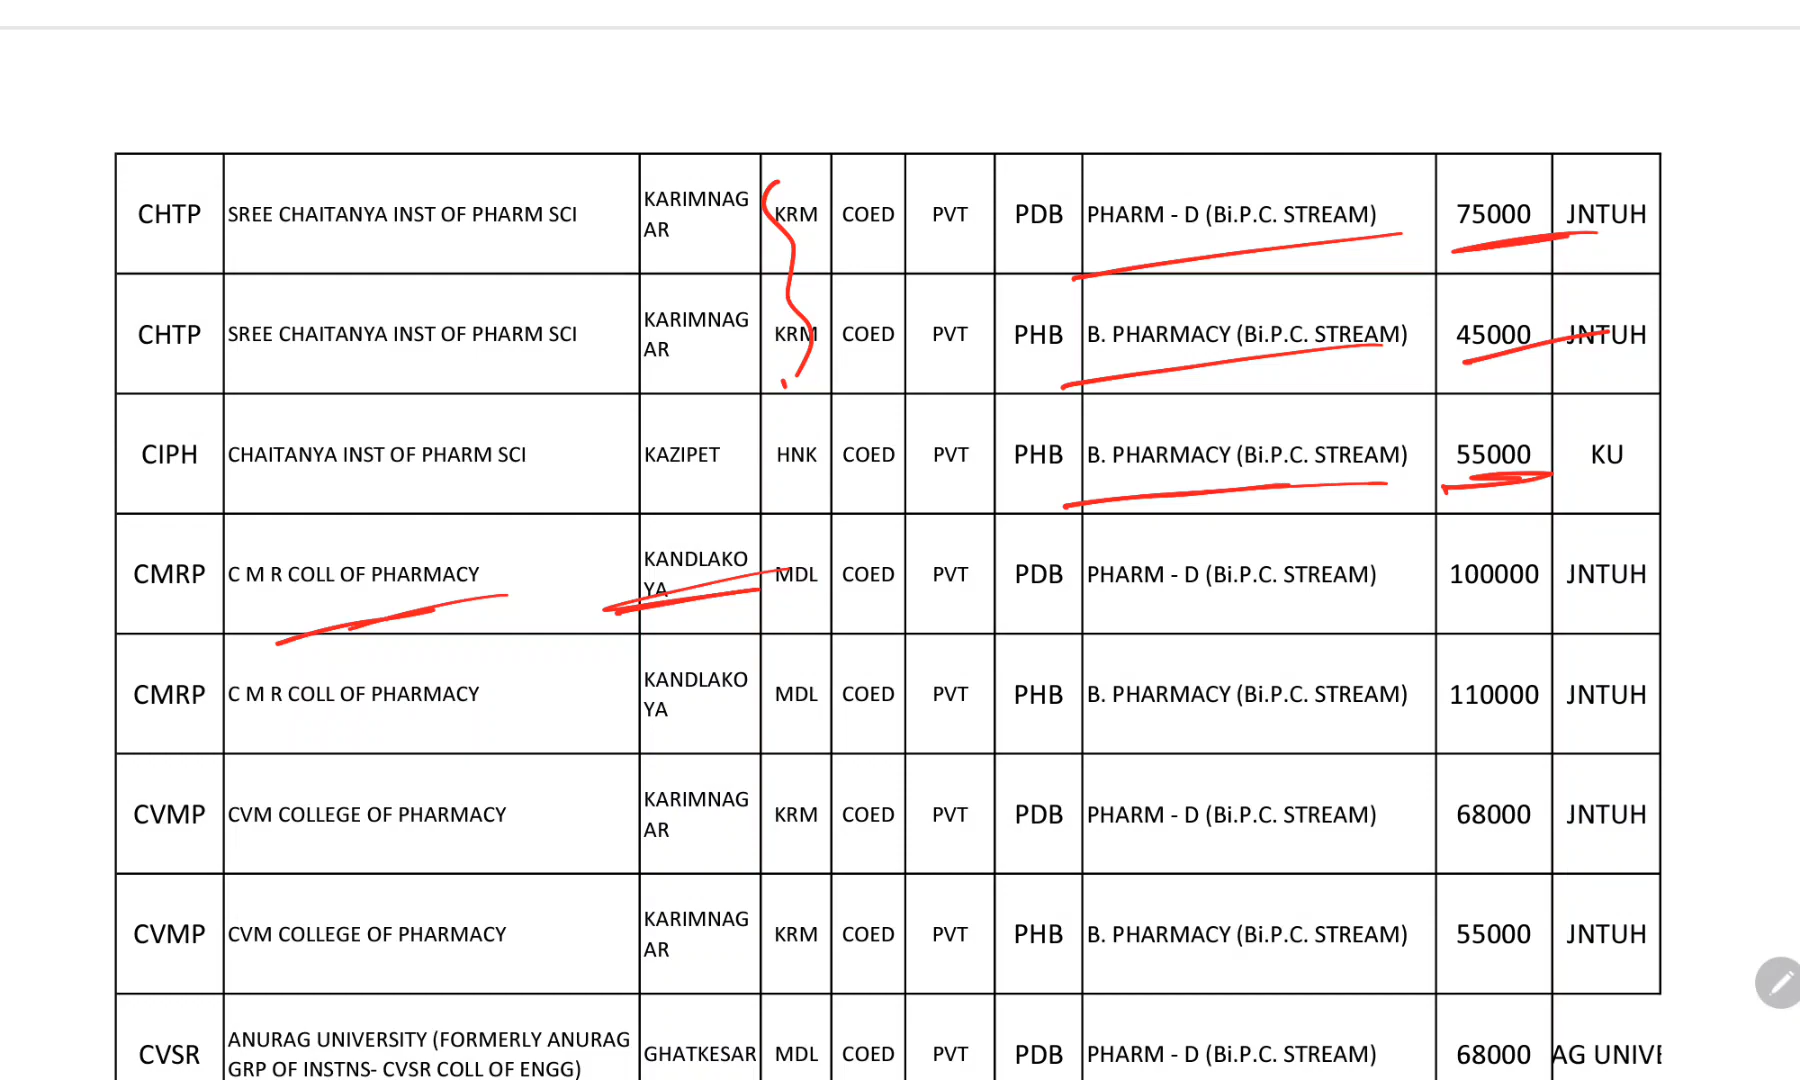 CHTP SREE CHAITANYA INST OF PHARM SCI KARIMNAG AR KRM COED PVT PDB PHARM - D (Bi.P.C. STREAM) 75000 JNTUH
CHTP SREE CHAITANYA INST OF PHARM SCI KARIMNAG AR KRM COED PVT PHB B. PHARMACY (Bi.P.C. STREAM) 45000 JNTUH
CIPH CHAITANYA INST OF PHARM SCI KAZIPET HNK COED PVT PHB B. PHARMACY (Bi.P.C. STREAM) 55000 KU
CMRP C M R COLL OF PHARMACY KANDLAKO YA MDL COED PVT PDB PHARM - D (Bi.P.C. STREAM) 100000 JNTUH
CMRP C M R COLL OF PHARMACY KANDLAKO YA MDL COED PVT PHB B. PHARMACY (Bi.P.C. STREAM) 110000 JNTUH
CVMP CVM COLLEGE OF PHARMACY KARIMNAG AR KRM COED PVT PDB PHARM - D (Bi.P.C. STREAM) 68000 JNTUH
CVMP CVM COLLEGE OF PHARMACY KARIMNAG AR KRM COED PVT PHB B. PHARMACY (Bi.P.C. STREAM) 55000 JNTUH
CVSR ANURAG UNIVERSITY (FORMERLY ANURAG GRP OF INSTNS- CVSR COLL OF ENGG) GHATKESAR MDL COED PVT PDB PHARM - D (Bi.P.C. STREAM) 68000 AG UNIVE